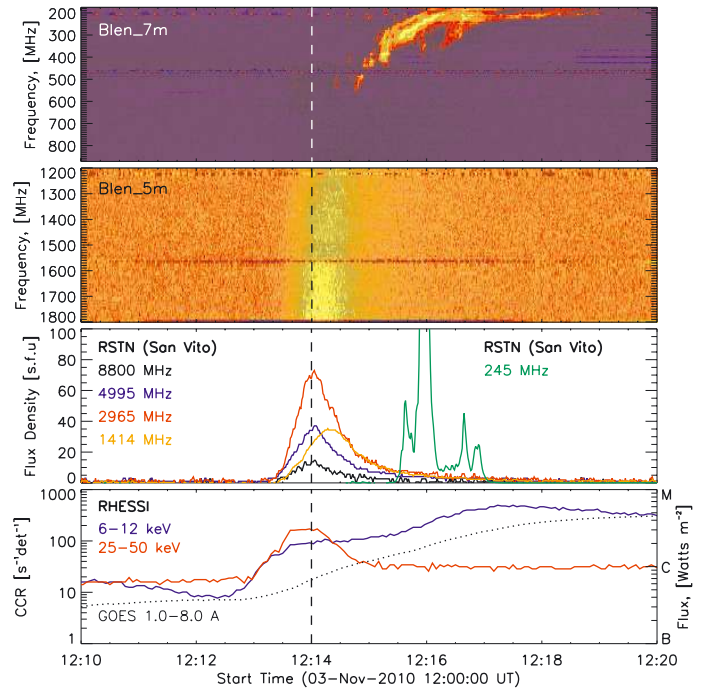 200
300
400
500
600
700
800
Frequency, [MHz]
Blen_7m
1200
1300
1400
1500
1600
1700
1800
Frequency, [MHz]
Blen_5m
100
80
60
40
20
0
Flux Density [s.f.u]
RSTN (San Vito)
8800 MHz
4995 MHz
2965 MHz
1414 MHz
RSTN (San Vito)
245 MHz
1000
100
10
1
CCR [s⁻¹det⁻¹]
RHESSI
6−12 keV
25−50 keV
GOES 1.0−8.0 A
M
C
B
Flux, [Watts m⁻²]
12:10
12:12
12:14
12:16
12:18
12:20
Start Time (03−Nov−2010 12:00:00 UT)